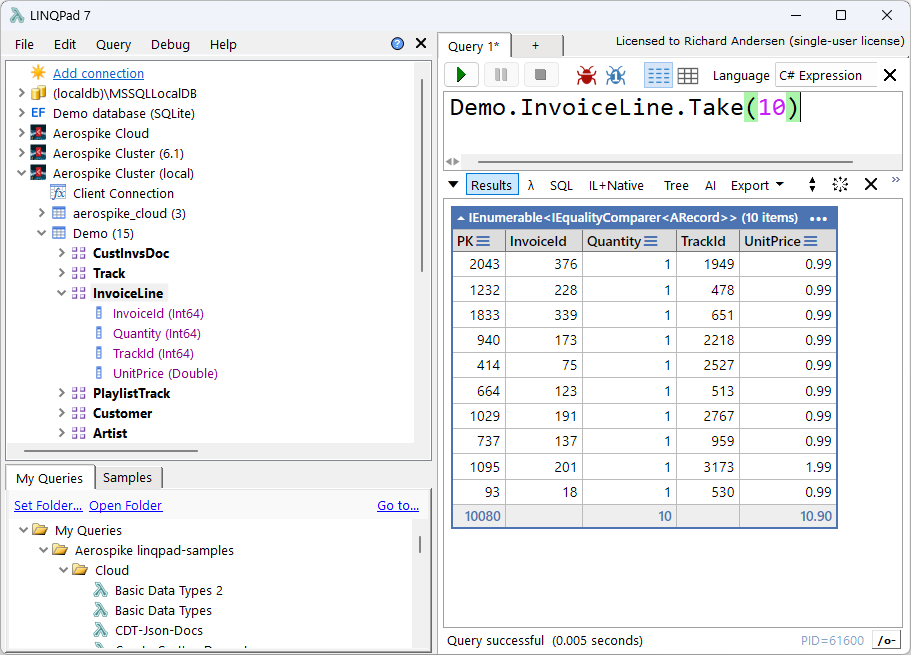 LINQPad 7
File Edit Query Debug Help
Add connection
(localdb)\MSSQLLocalDB
EF Demo database (SQLite)
Aerospike Cloud
Aerospike Cluster (6.1)
Aerospike Cluster (local)
Client Connection
aerospike_cloud (3)
Demo (15)
CustInvsDoc
Track
InvoiceLine
InvoiceId (Int64)
Quantity (Int64)
TrackId (Int64)
UnitPrice (Double)
PlaylistTrack
Customer
Artist
My Queries Samples
Set Folder... Open Folder Go to...
My Queries
Aerospike linqpad-samples
Cloud
Basic Data Types 2
Basic Data Types
CDT-Json-Docs
Query 1* +
Licensed to Richard Andersen (single-user license)
Language C# Expression
Demo.InvoiceLine.Take(10)
Results λ SQL IL+Native Tree AI Export
IEnumerable<IEqualityComparer<ARecord>> (10 items)
PK InvoiceId Quantity TrackId UnitPrice
2043 376 1 1949 0.99
1232 228 1 478 0.99
1833 339 1 651 0.99
940 173 1 2218 0.99
414 75 1 2527 0.99
664 123 1 513 0.99
1029 191 1 2767 0.99
737 137 1 959 0.99
1095 201 1 3173 1.99
93 18 1 530 0.99
10080 10 10.90
Query successful (0.005 seconds)
PID=61600 /o-